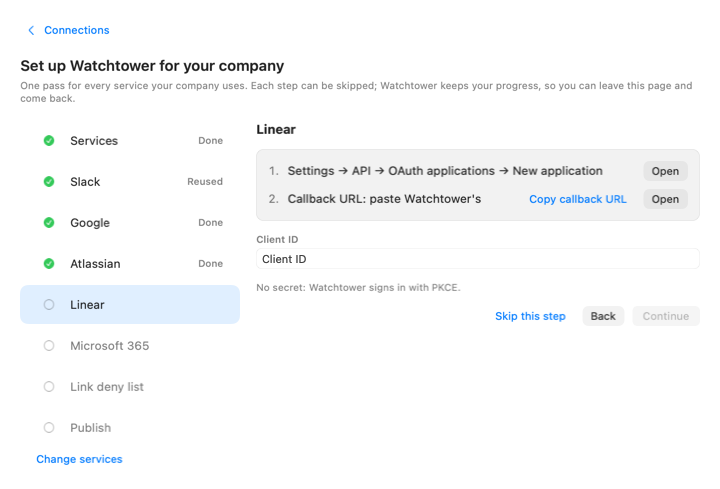 Connections
Set up Watchtower for your company
One pass for every service your company uses. Each step can be skipped; Watchtower keeps your progress, so you can leave this page and
come back.
Services Done
Slack Reused
Google Done
Atlassian Done
Linear
Microsoft 365
Link deny list
Publish
Change services
Linear
1. Settings → API → OAuth applications → New application Open
2. Callback URL: paste Watchtower's Copy callback URL Open
Client ID
Client ID
No secret: Watchtower signs in with PKCE.
Skip this step Back Continue